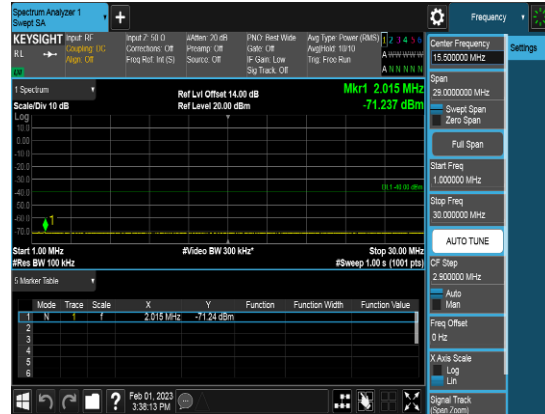 Spectrum Analyzer 1
Swept SA
+
Frequency
KEYSIGHT Input: RF
RL
Coupling: DC
Align: Off
Input Z: 50 Ω
Corrections: Off
Freq Ref: Int (S)
#Atten: 20 dB
Preamp: Off
Source: Off
PNO: Best Wide
Gate: Off
IF Gain: Low
Sig Track: Off
Avg Type: Power (RMS)
Avg|Hold: 10/10
Trig: Free Run
1 2 3 4 5 6
A W W W W W
A N N N N N
LNI
1 Spectrum
Scale/Div 10 dB
Ref Lvl Offset 14.00 dB
Ref Level 20.00 dBm
Mkr1 2.015 MHz
-71.237 dBm
Log
10.0
0.00
-10.0
-20.0
-30.0
-40.0
-50.0
-60.0
-70.0
DL1 -40.00 dBm
1
Start 1.00 MHz
#Res BW 100 kHz
#Video BW 300 kHz*
Stop 30.00 MHz
#Sweep 1.00 s (1001 pts)
5 Marker Table
Mode Trace Scale X Y Function Function Width Function Value
1 N 1 f 2.015 MHz -71.24 dBm
2
3
4
5
6
Feb 01, 2023
3:38:13 PM
?
Center Frequency
15.500000 MHz
Settings
Span
29.0000000 MHz
Swept Span
Zero Span
Full Span
Start Freq
1.000000 MHz
Stop Freq
30.000000 MHz
AUTO TUNE
CF Step
2.900000 MHz
Auto
Man
Freq Offset
0 Hz
X Axis Scale
Log
Lin
Signal Track
(Span Zoom)